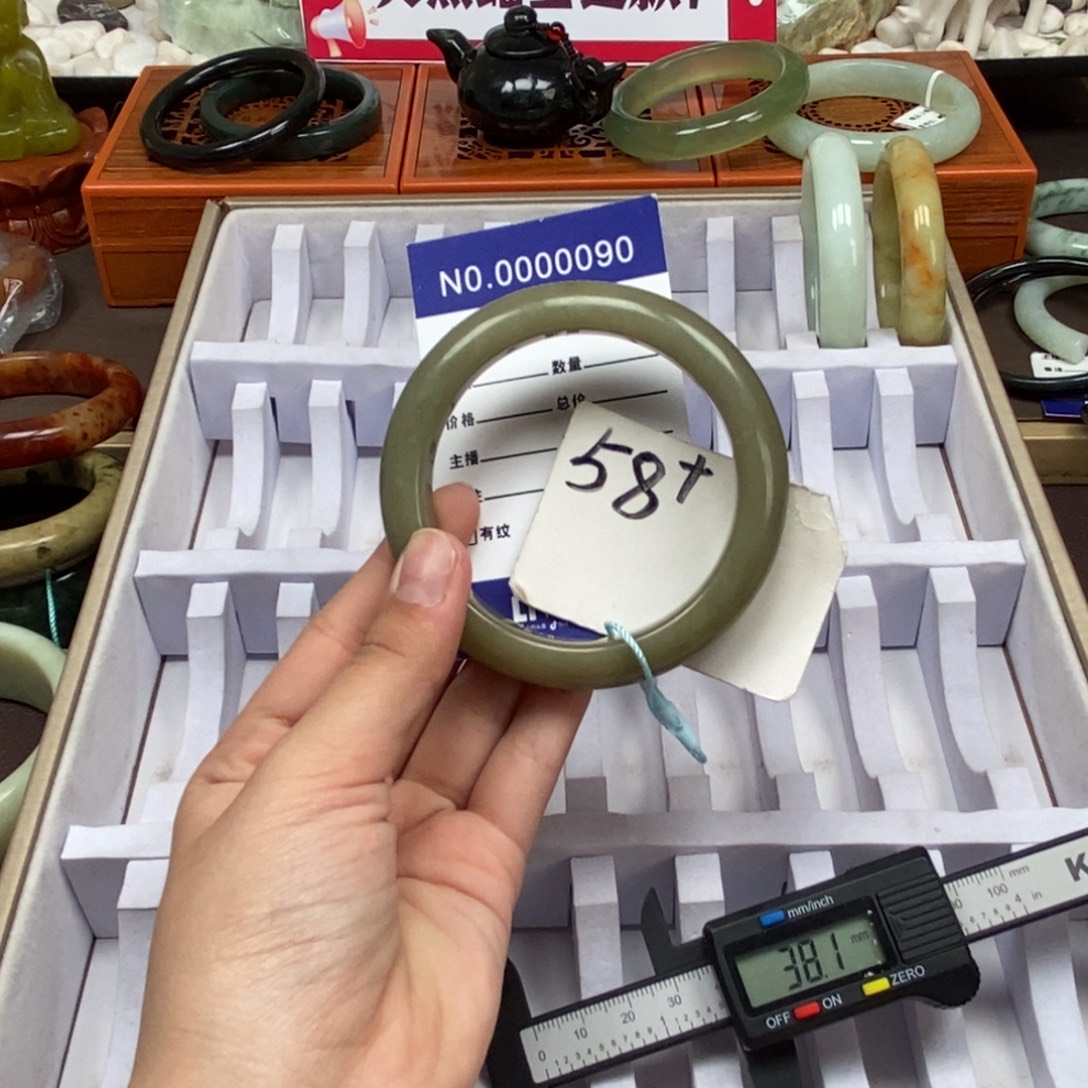 N0.0000090
数量
价格
总价
主播
有纹
58+
mm/inch
38.1 mm
OFF
ON
ZERO
0 10 20 30
100 mm
in
K